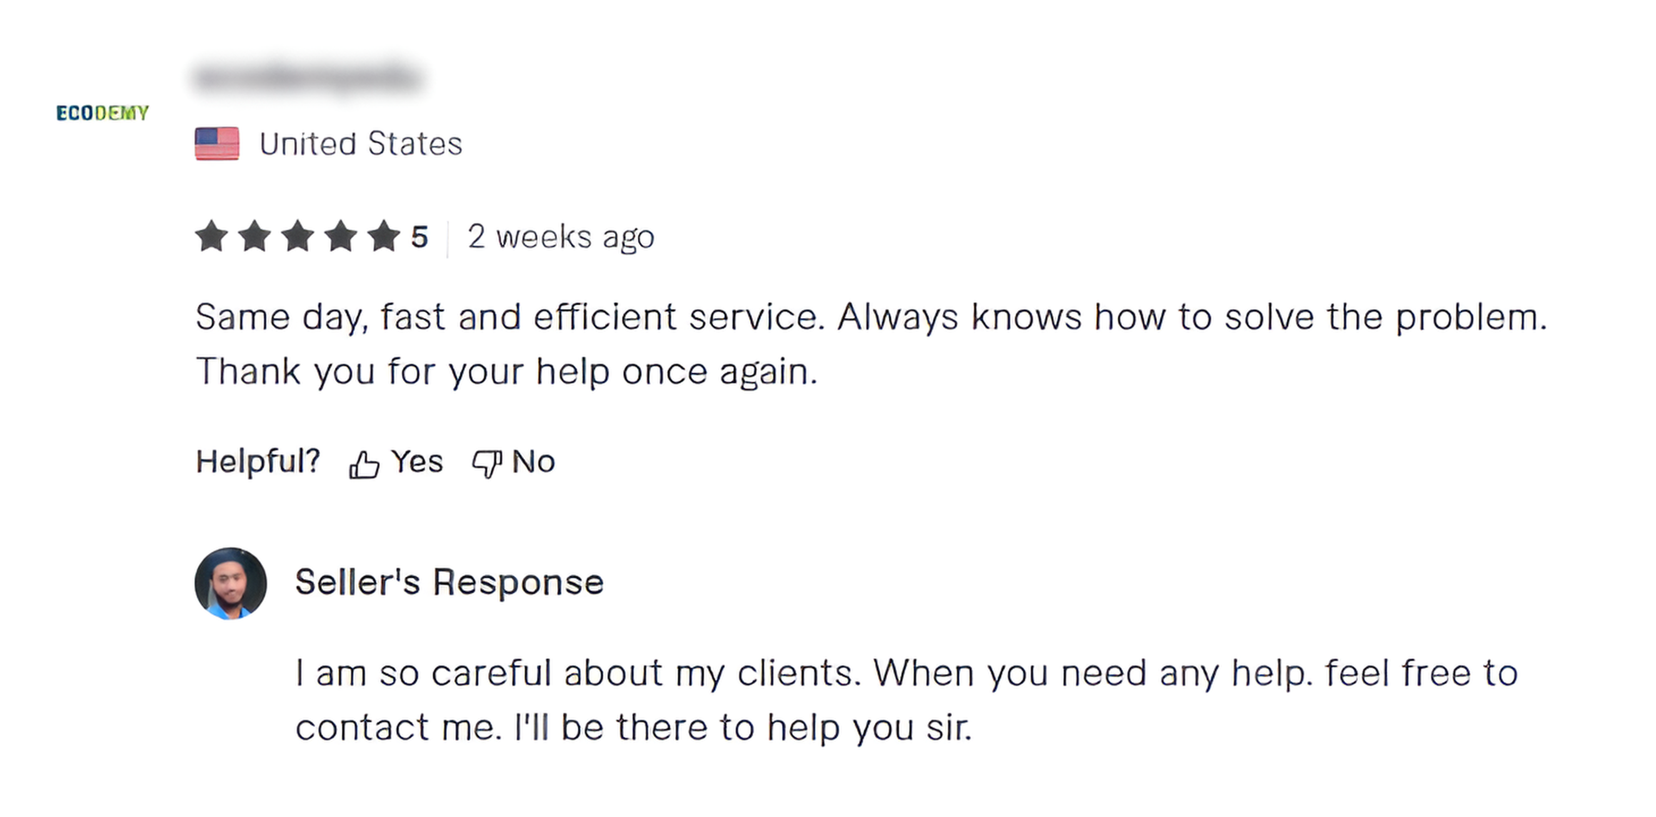 ECODEMY
United States
5
2 weeks ago
Same day, fast and efficient service. Always knows how to solve the problem.
Thank you for your help once again.
Helpful? Yes No
Seller's Response
I am so careful about my clients. When you need any help. feel free to
contact me. I'll be there to help you sir.